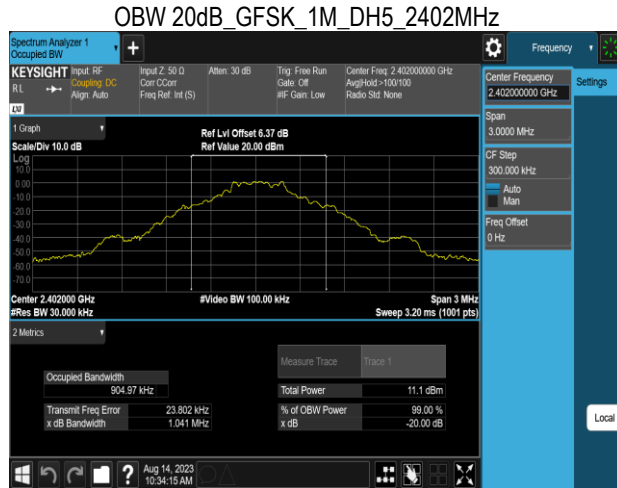 OBW 20dB_GFSK_1M_DH5_2402MHz
Spectrum Analyzer 1
Occupied BW
Frequency
KEYSIGHT
RL
LXI
Input: RF
Coupling: DC
Align: Auto
Input Z: 50 Ω
Corr CCorr
Freq Ref: Int (S)
Atten: 30 dB
Trig: Free Run
Gate: Off
#IF Gain: Low
Center Freq: 2.402000000 GHz
Avg|Hold:>100/100
Radio Std: None
Center Frequency
2.402000000 GHz
Settings
Span
3.0000 MHz
CF Step
300.000 kHz
Auto
Man
Freq Offset
0 Hz
Local
1 Graph
Scale/Div 10.0 dB
Ref Lvl Offset 6.37 dB
Ref Value 20.00 dBm
Log
10.0
0.00
-10.0
-20.0
-30.0
-40.0
-50.0
-60.0
-70.0
Center 2.402000 GHz
#Res BW 30.000 kHz
#Video BW 100.00 kHz
Span 3 MHz
Sweep 3.20 ms (1001 pts)
2 Metrics
Measure Trace Trace 1
Occupied Bandwidth
904.97 kHz
Total Power 11.1 dBm
Transmit Freq Error 23.802 kHz
% of OBW Power 99.00 %
x dB Bandwidth 1.041 MHz
x dB -20.00 dB
Aug 14, 2023
10:34:15 AM